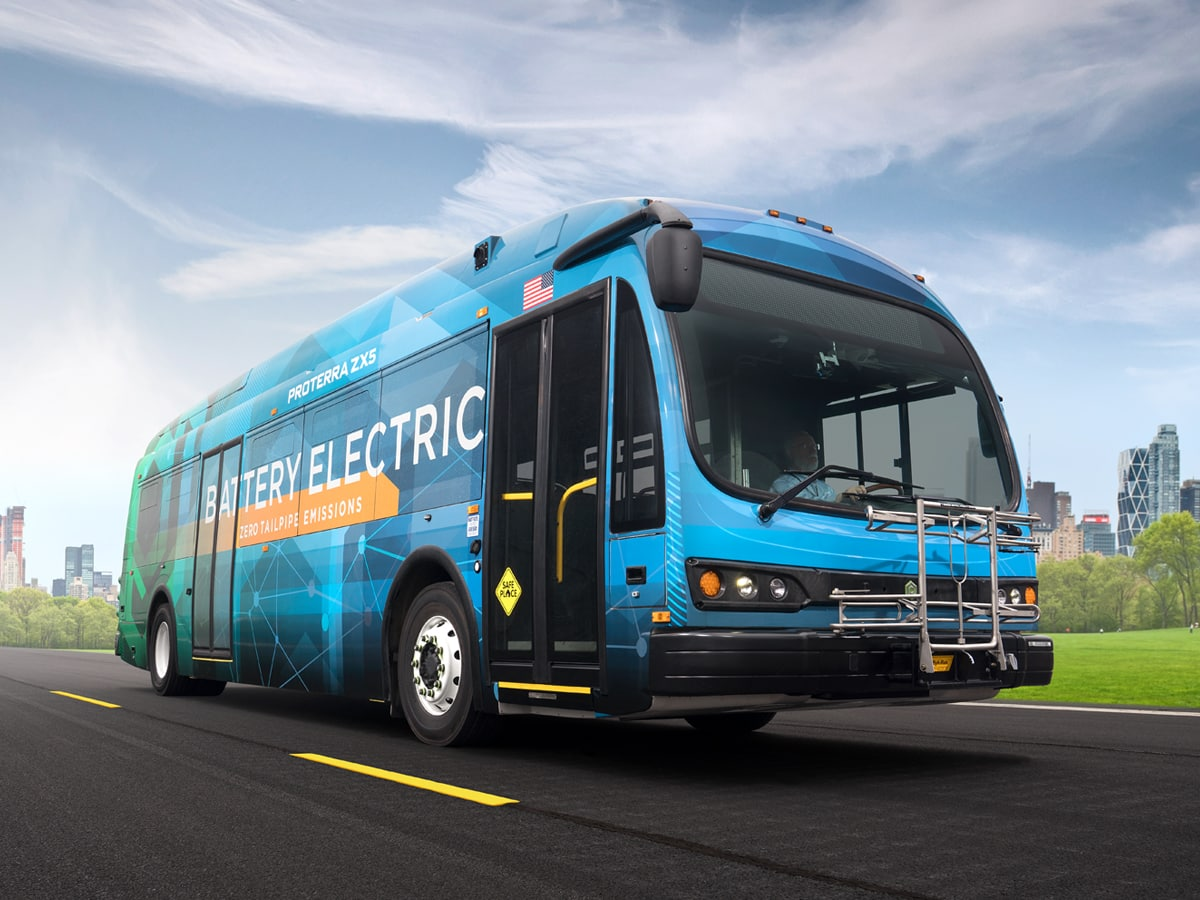 PROTERRA ZX5
BATTERY ELECTRIC
ZERO TAILPIPE EMISSIONS
SAFE
PLACE